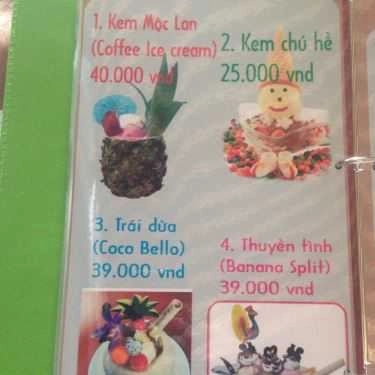 1. Kem Mộc Lan
(Coffee Ice cream)
40.000 vnd
2. Kem chú hề
25.000 vnd
3. Trái dừa
(Coco Bello)
39.000 vnd
4. Thuyền tình
(Banana Split)
39.000 vnd